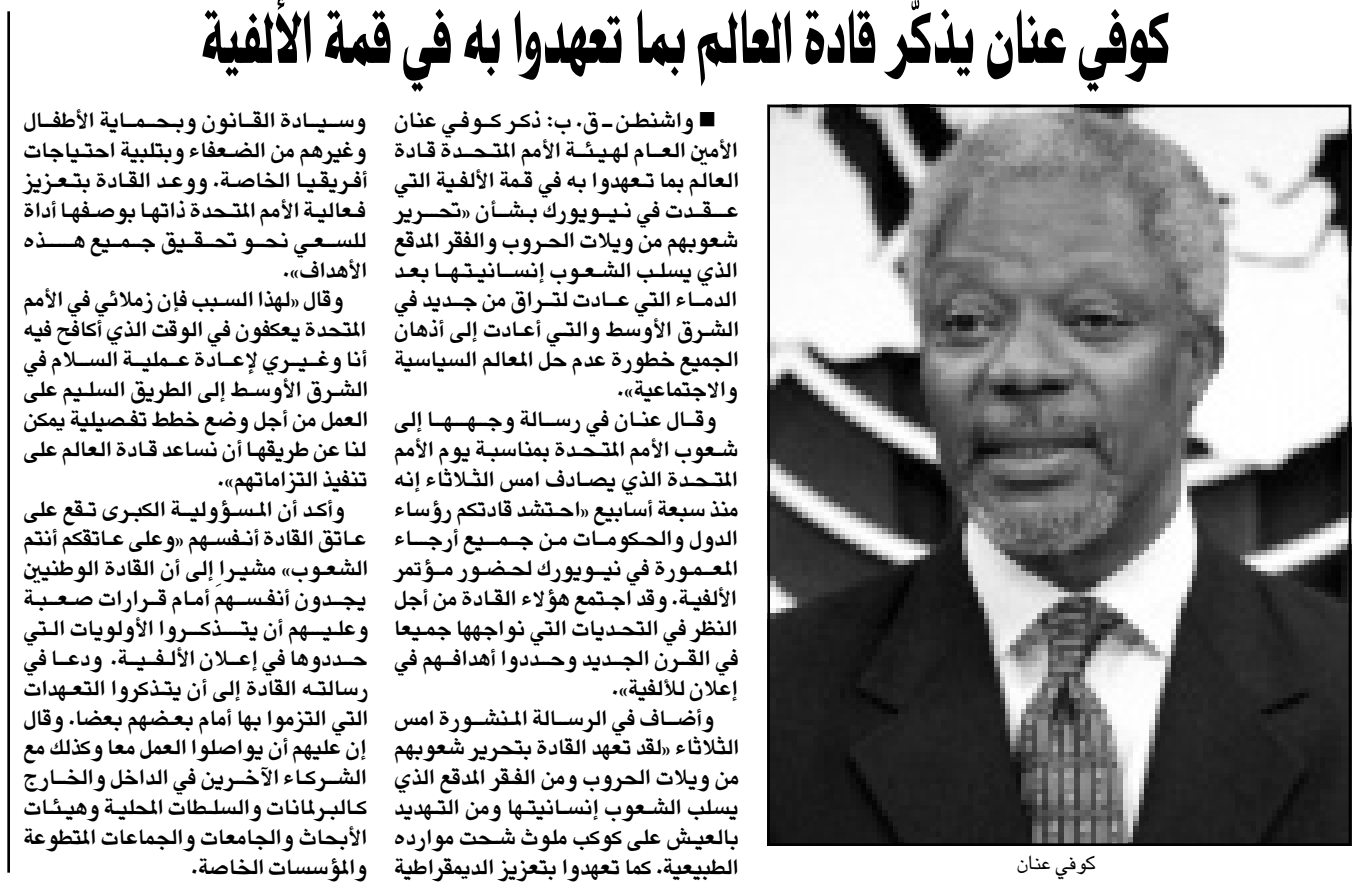 كوفي عنان يذكّر قادة العالم بما تعهدوا به في قمة الألفية
■ واشنطن ـ ق. ب: ذكر كوفي عنان
الأمين العام لهيئة الأمم المتحدة قادة
العالم بما تعهدوا به في قمة الألفية التي
عقدت في نيويورك بشأن «تحرير
شعوبهم من ويلات الحروب والفقر المدقع
الذي يسلب الشعوب إنسانيتها بعد
الدماء التي عادت لتراق من جديد في
الشرق الأوسط والتي أعادت إلى أذهان
الجميع خطورة عدم حل المعالم السياسية
والاجتماعية».
وقال عنان في رسالة وجهها إلى
شعوب الأمم المتحدة بمناسبة يوم الأمم
المتحدة الذي يصادف امس الثلاثاء إنه
منذ سبعة أسابيع «احتشد قادتكم رؤساء
الدول والحكومات من جميع أرجاء
المعمورة في نيويورك لحضور مؤتمر
الألفية. وقد اجتمع هؤلاء القادة من أجل
النظر في التحديات التي نواجهها جميعا
في القرن الجديد وحددوا أهدافهم في
إعلان للألفية».
وأضاف في الرسالة المنشورة امس
الثلاثاء «لقد تعهد القادة بتحرير شعوبهم
من ويلات الحروب ومن الفقر المدقع الذي
يسلب الشعوب إنسانيتها ومن التهديد
بالعيش على كوكب ملوث شحت موارده
الطبيعية. كما تعهدوا بتعزيز الديمقراطية
وسيادة القانون وبحماية الأطفال
وغيرهم من الضعفاء وبتلبية احتياجات
أفريقيا الخاصة. ووعد القادة بتعزيز
فعالية الأمم المتحدة ذاتها بوصفها أداة
للسعي نحو تحقيق جميع هذه
الأهداف».
وقال «لهذا السبب فإن زملائي في الأمم
المتحدة يعكفون في الوقت الذي أكافح فيه
أنا وغيري لإعادة عملية السلام في
الشرق الأوسط إلى الطريق السليم على
العمل من أجل وضع خطط تفصيلية يمكن
لنا عن طريقها أن نساعد قادة العالم على
تنفيذ التزاماتهم».
وأكد أن المسؤولية الكبرى تقع على
عاتق القادة أنفسهم «وعلى عاتقكم أنتم
الشعوب» مشيرا إلى أن القادة الوطنيين
يجدون أنفسهم أمام قرارات صعبة
وعليهم أن يتذكروا الأولويات التي
حددوها في إعلان الألفية. ودعا في
رسالته القادة إلى أن يتذكروا التعهدات
التي التزموا بها أمام بعضهم بعضا. وقال
إن عليهم أن يواصلوا العمل معا وكذلك مع
الشركاء الآخرين في الداخل والخارج
كالبرلمانات والسلطات المحلية وهيئات
الأبحاث والجامعات والجماعات المتطوعة
والمؤسسات الخاصة.
كوفي عنان